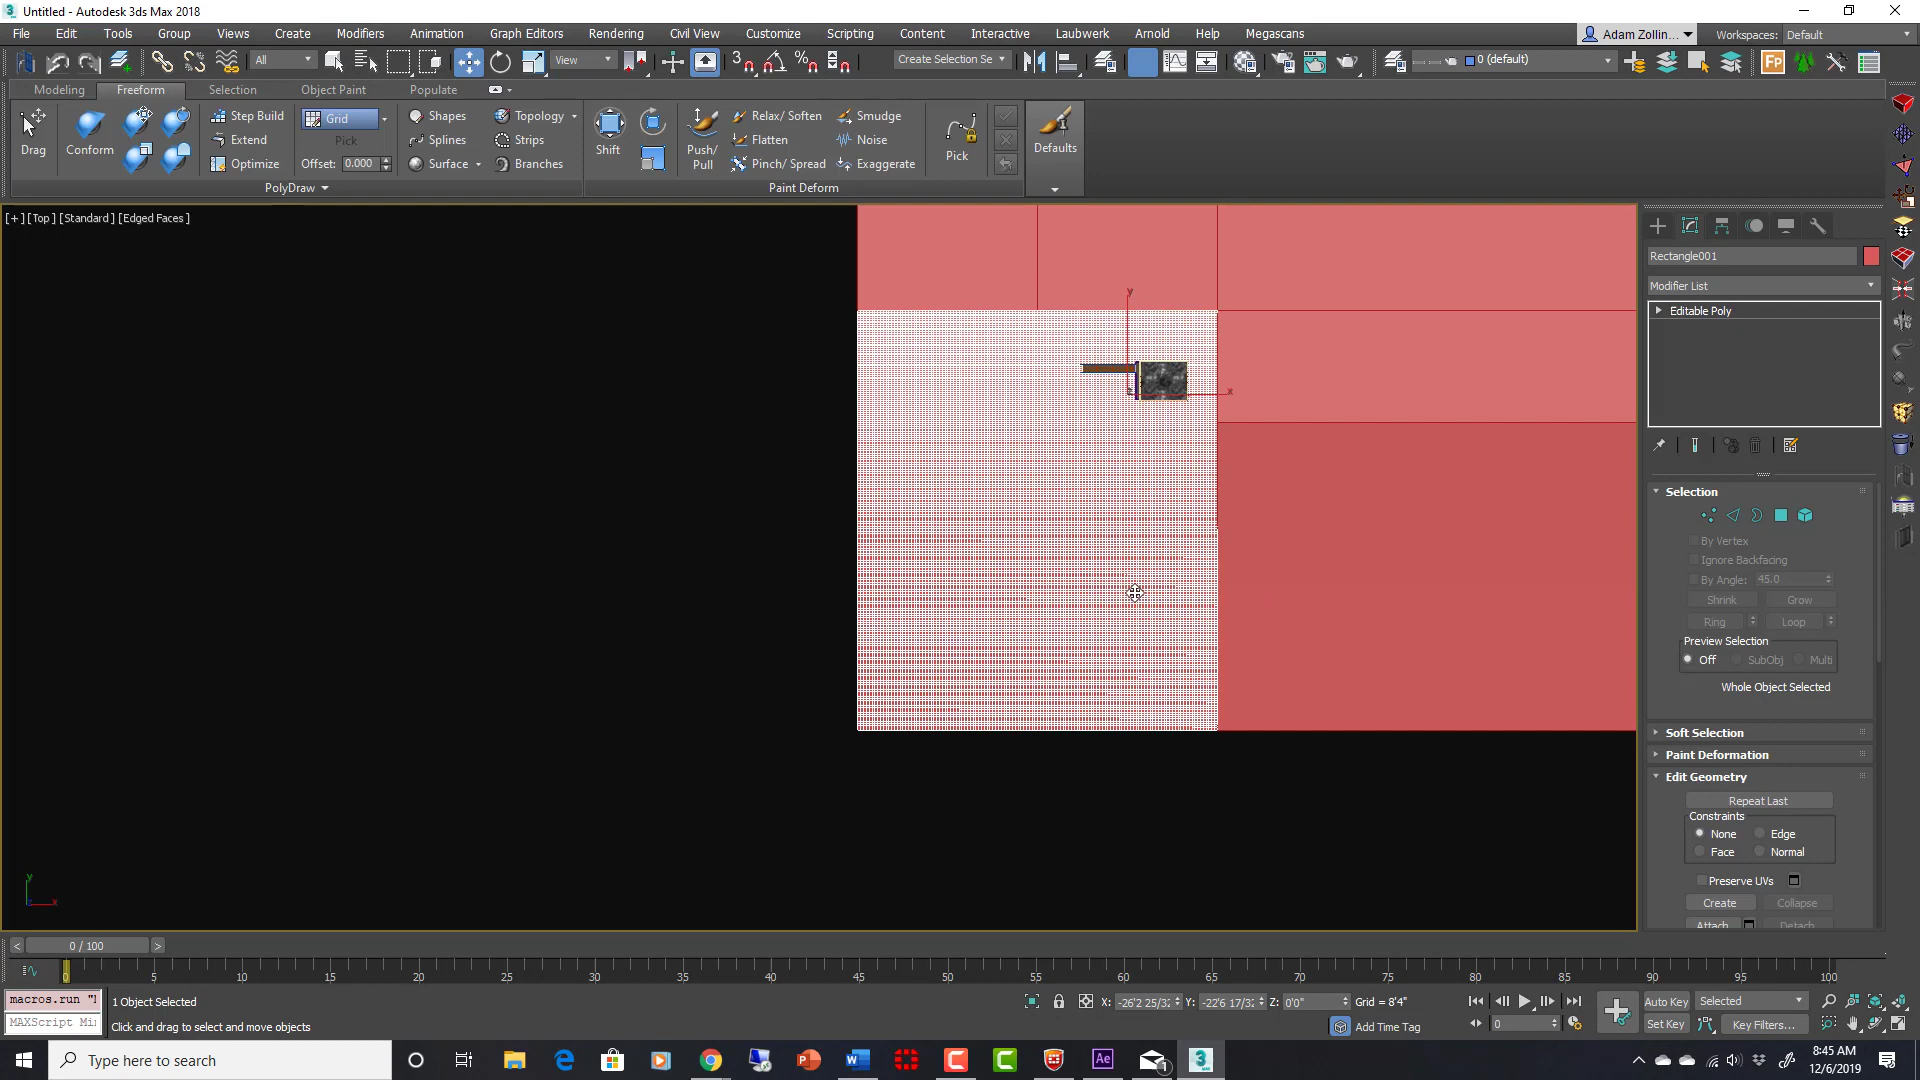 Untitled - Autodesk 3ds Max 2018
File Edit Tools Group Views Create Modifiers Animation Graph Editors Rendering Civil View Customize Scripting Content Interactive Laubwerk Arnold Help Megascans
Adam Zollin... Workspaces: Default
All View Create Selection Se 0 (default)
Modeling Freeform Selection Object Paint Populate
Drag Conform
Step Build
Extend
Optimize
Grid
Pick
Offset: 0.000
Shapes
Splines
Surface
Topology
Strips
Branches
PolyDraw
Shift
Push/
Pull
Relax/ Soften
Flatten
Pinch/ Spread
Smudge
Noise
Exaggerate
Pick
Paint Deform
Defaults
[+] [Top] [Standard] [Edged Faces]
y
x
y
x
Rectangle001
Modifier List
Editable Poly
Selection
By Vertex
Ignore Backfacing
By Angle: 45.0
Shrink Grow
Ring Loop
Preview Selection
Off SubObj Multi
Whole Object Selected
Soft Selection
Paint Deformation
Edit Geometry
Repeat Last
Constraints
None Edge
Face Normal
Preserve UVs
Create Collapse
Attach Detach
< 0 / 100 >
0 5 10 15 20 25 30 35 40 45 50 55 60 65 70 75 80 85 90 95 100
macros.run "I
MAXScript Mi
1 Object Selected
Click and drag to select and move objects
X: -26'2 25/32 Y: -22'6 17/32 Z: 0'0" Grid = 8'4"
Add Time Tag
0
Auto Key Selected
Set Key Key Filters...
Type here to search
8:45 AM
12/6/2019